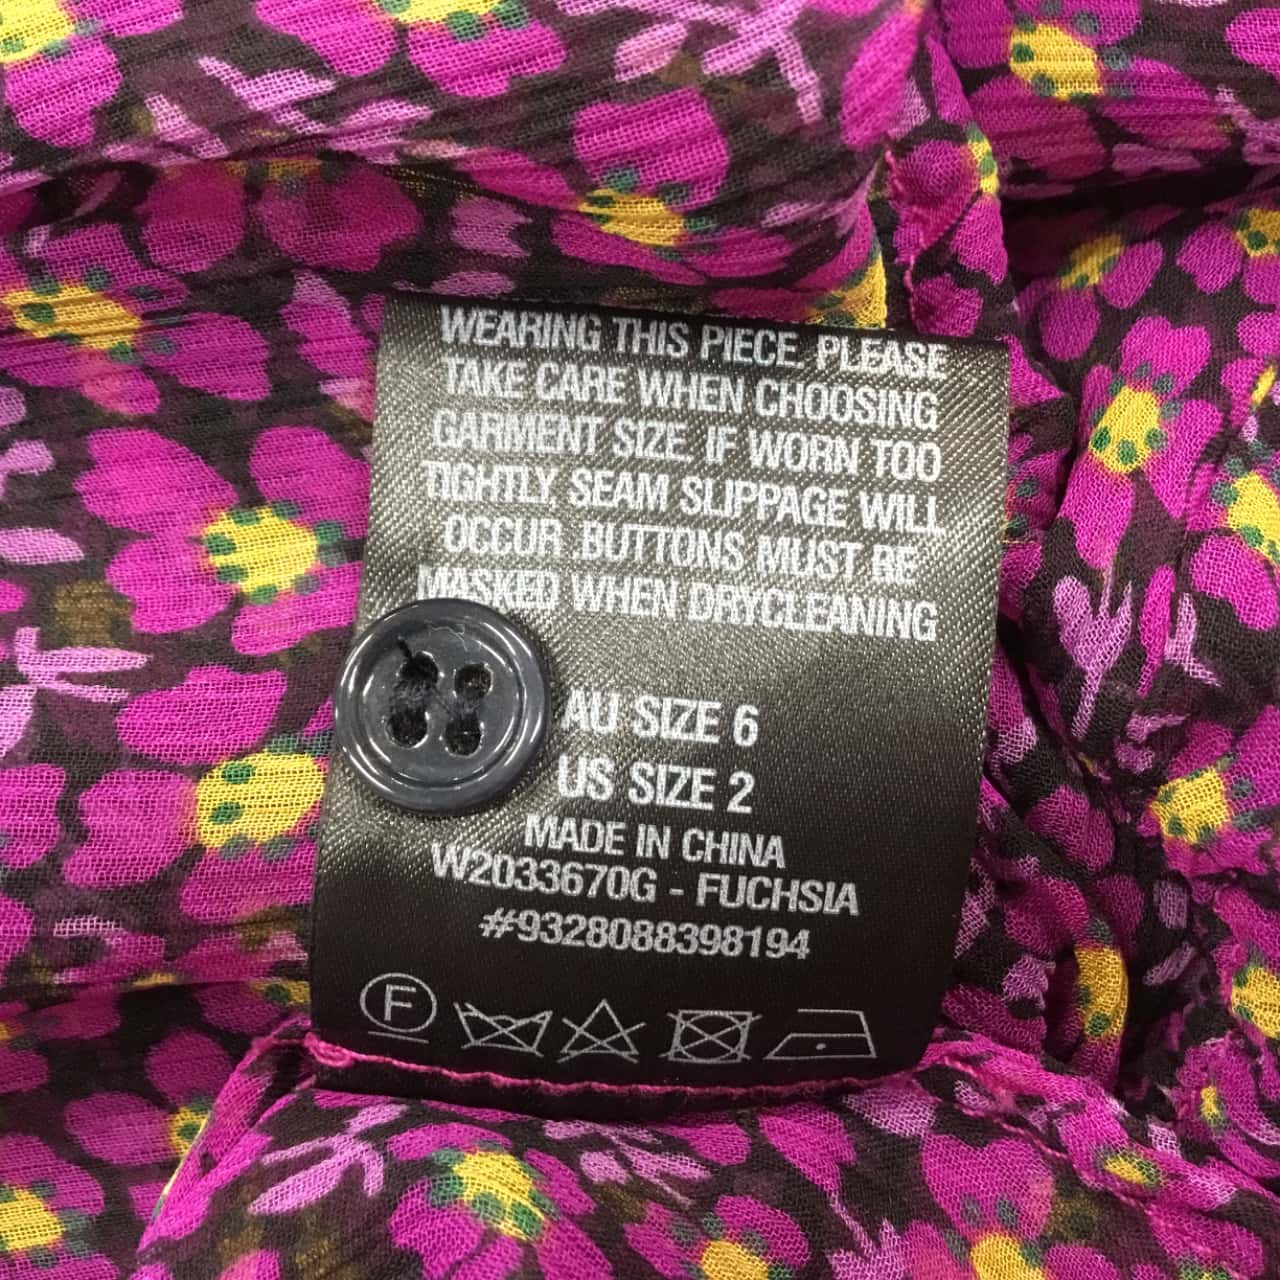 WEARING THIS PIECE. PLEASE
TAKE CARE WHEN CHOOSING
GARMENT SIZE. IF WORN TOO
TIGHTLY, SEAM SLIPPAGE WILL
OCCUR .BUTTONS MUST BE
MASKED WHEN DRYCLEANING
AU SIZE 6
US SIZE 2
MADE IN CHINA
W2033670G - FUCHSIA
#9328088398194
F